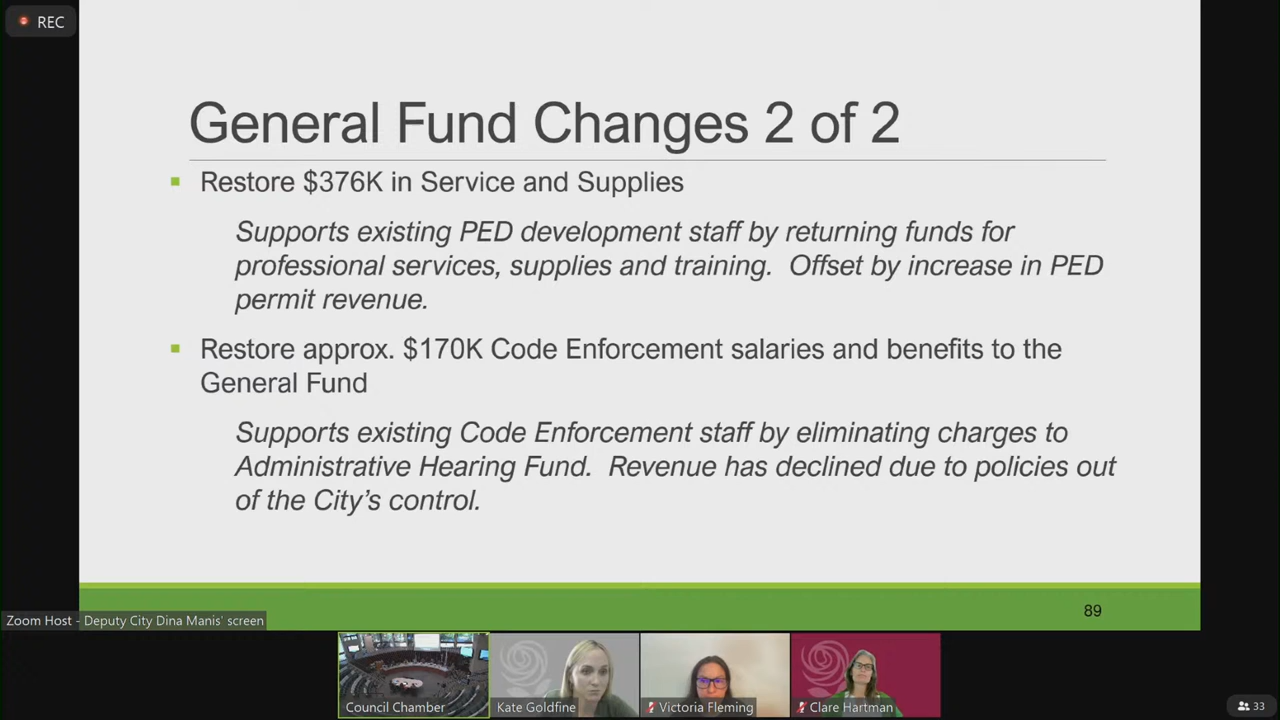 REC
General Fund Changes 2 of 2
Restore $376K in Service and Supplies
Supports existing PED development staff by returning funds for
professional services, supplies and training. Offset by increase in PED
permit revenue.
Restore approx. $170K Code Enforcement salaries and benefits to the
General Fund
Supports existing Code Enforcement staff by eliminating charges to
Administrative Hearing Fund. Revenue has declined due to policies out
of the City's control.
89
Zoom Host - Deputy City Dina Manis' screen
Council Chamber
Kate Goldfine
Victoria Fleming
Clare Hartman
33